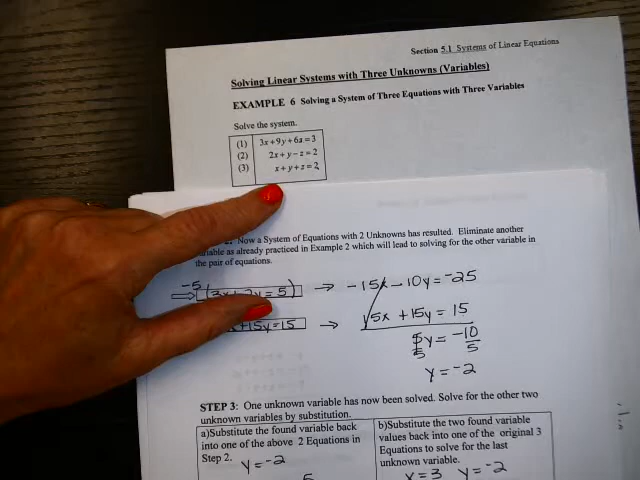 Section 5.1 Systems of Linear Equations
Solving Linear Systems with Three Unknowns (Variables)
EXAMPLE 6 Solving a System of Three Equations with Three Variables
Solve the system.
(1) 3x+9y+6z=3
(2) 2x+y−z=2
(3) x+y+z=2
Now a System of Equations with 2 Unknowns has resulted. Eliminate another
as already practiced in Example 2 which will lead to solving for the other variable in
the pair of equations.
-5(3x+2y=5) → -15x -10y = -25
+15y=15 → 15x + 15y = 15
5y = -10
5 5
y = -2
STEP 3: One unknown variable has now been solved. Solve for the other two
unknown variables by substitution.
a)Substitute the found variable back
into one of the above 2 Equations in
Step 2.
y = -2
5
b)Substitute the two found variable
values back into one of the original 3
Equations to solve for the last
unknown variable.
x = 3 y = -2